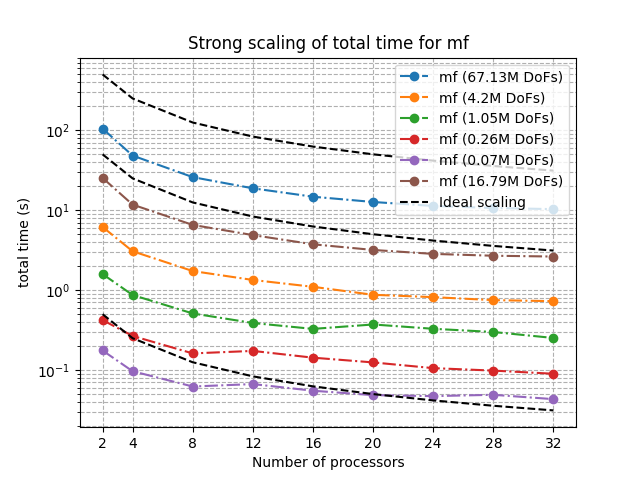 Strong scaling of total time for mf
total time (s)
10²
10¹
10⁰
10⁻¹
mf (67.13M DoFs)
mf (4.2M DoFs)
mf (1.05M DoFs)
mf (0.26M DoFs)
mf (0.07M DoFs)
mf (16.79M DoFs)
Ideal scaling
2 4 8 12 16 20 24 28 32
Number of processors